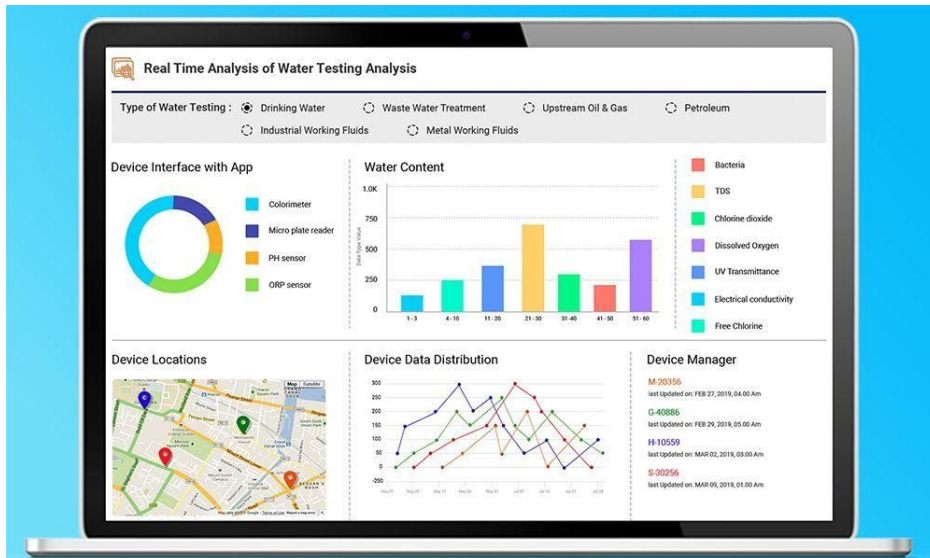 Real Time Analysis of Water Testing Analysis
Type of Water Testing : Drinking Water Waste Water Treatment Upstream Oil & Gas Petroleum
Industrial Working Fluids Metal Working Fluids
Device Interface with App
Colorimeter
Micro plate reader
PH sensor
ORP sensor
Water Content
Data Type Value
1.0K
750
500
250
0
1 - 3 4 - 10 11 - 20 21 - 30 31 - 40 41 - 50 51 - 60
Bacteria
TDS
Chlorine dioxide
Dissolved Oxygen
UV Transmittance
Electrical conductivity
Free Chlorine
Device Locations
Map Satellite
Device Data Distribution
300
250
200
150
100
50
0
-250
Device Manager
M-20356
last Updated on: FEB 27, 2019, 04.00 Am
G-40886
last Updated on: FEB 29, 2019, 05.00 Am
H-10559
last Updated on: MAR 02, 2019, 03.00 Am
S-30256
last Updated on: MAR 09, 2019, 01.00 Am